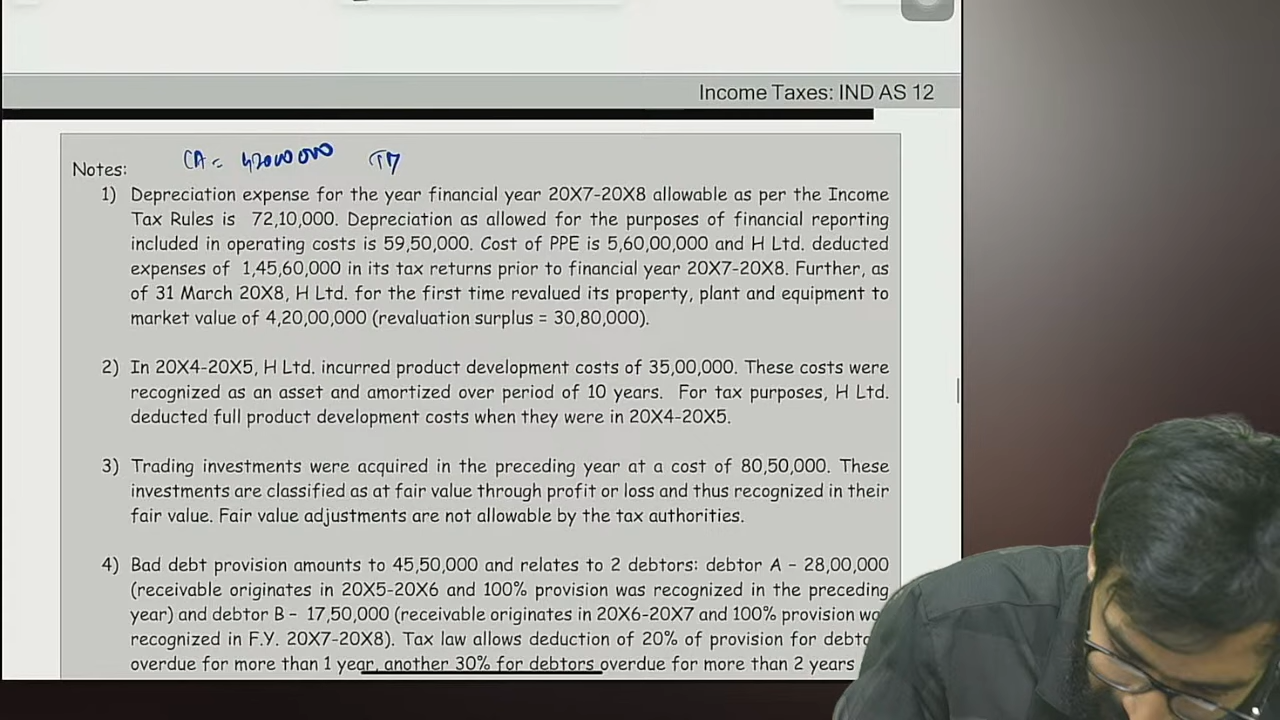 Income Taxes: IND AS 12
CA = 42000000
Notes:
1) Depreciation expense for the year financial year 20X7-20X8 allowable as per the Income
Tax Rules is 72,10,000. Depreciation as allowed for the purposes of financial reporting
included in operating costs is 59,50,000. Cost of PPE is 5,60,00,000 and H Ltd. deducted
expenses of 1,45,60,000 in its tax returns prior to financial year 20X7-20X8. Further, as
of 31 March 20X8, H Ltd. for the first time revalued its property, plant and equipment to
market value of 4,20,00,000 (revaluation surplus = 30,80,000).
2) In 20X4-20X5, H Ltd. incurred product development costs of 35,00,000. These costs were
recognized as an asset and amortized over period of 10 years. For tax purposes, H Ltd.
deducted full product development costs when they were in 20X4-20X5.
3) Trading investments were acquired in the preceding year at a cost of 80,50,000. These
investments are classified as at fair value through profit or loss and thus recognized in their
fair value. Fair value adjustments are not allowable by the tax authorities.
4) Bad debt provision amounts to 45,50,000 and relates to 2 debtors: debtor A - 28,00,000
(receivable originates in 20X5-20X6 and 100% provision was recognized in the preceding
year) and debtor B - 17,50,000 (receivable originates in 20X6-20X7 and 100% provision
recognized in F.Y. 20X7-20X8). Tax law allows deduction of 20% of provision for
overdue for more than 1 year, another 30% for debtors overdue for more than 2 years